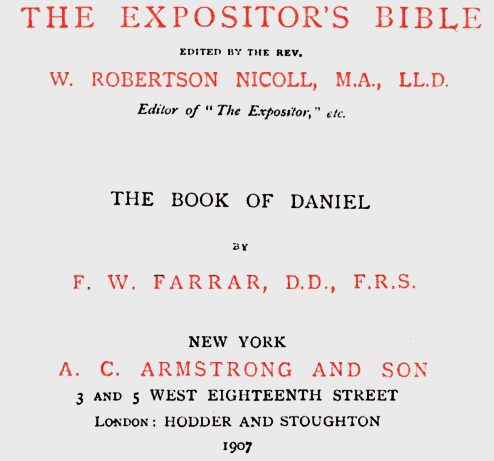 THE EXPOSITOR'S BIBLE
EDITED BY THE REV.
W. ROBERTSON NICOLL, M.A., LL.D.
Editor of "The Expositor," etc.
THE BOOK OF DANIEL
BY
F. W. FARRAR, D.D., F.R.S.
NEW YORK
A. C. ARMSTRONG AND SON
3 AND 5 WEST EIGHTEENTH STREET
LONDON: HODDER AND STOUGHTON
1907